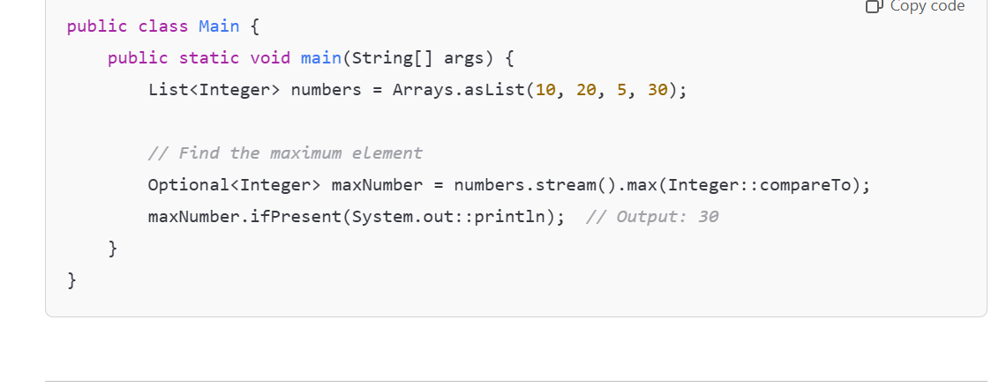 Copy code
public class Main {
    public static void main(String[] args) {
        List<Integer> numbers = Arrays.asList(10, 20, 5, 30);
        // Find the maximum element
        Optional<Integer> maxNumber = numbers.stream().max(Integer::compareTo);
        maxNumber.ifPresent(System.out::println);  // Output: 30
    }
}